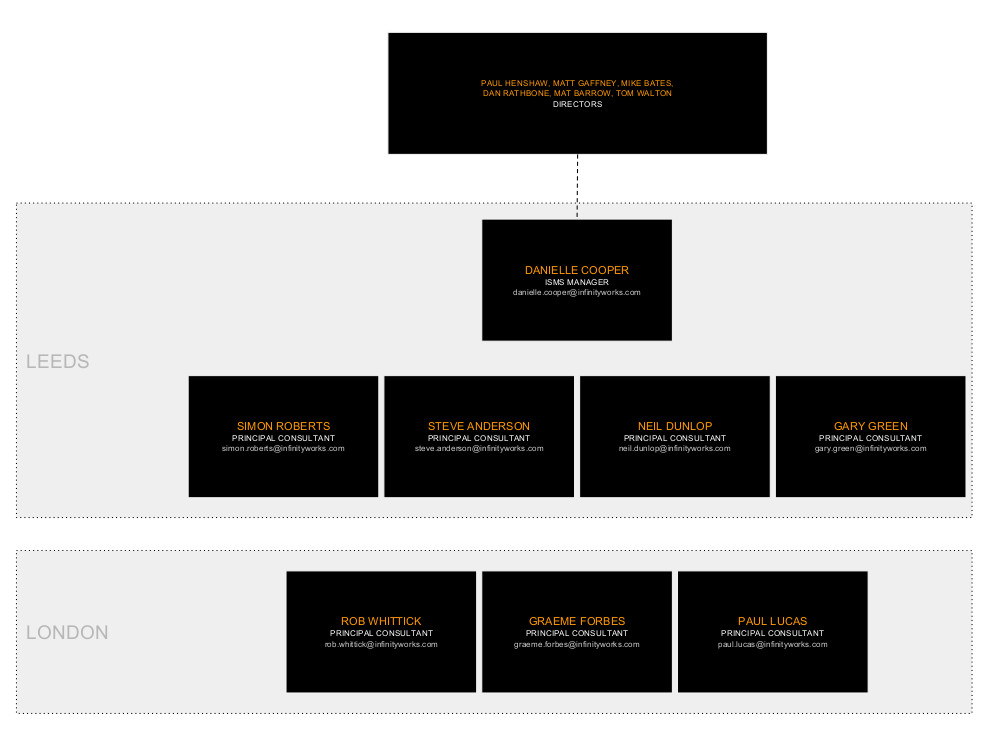 PAUL HENSHAW, MATT GAFFNEY, MIKE BATES,
DAN RATHBONE, MAT BARROW, TOM WALTON
DIRECTORS
DANIELLE COOPER
ISMS MANAGER
danielle.cooper@infinityworks.com
LEEDS
SIMON ROBERTS
PRINCIPAL CONSULTANT
simon.roberts@infinityworks.com
STEVE ANDERSON
PRINCIPAL CONSULTANT
steve.anderson@infinityworks.com
NEIL DUNLOP
PRINCIPAL CONSULTANT
neil.dunlop@infinityworks.com
GARY GREEN
PRINCIPAL CONSULTANT
gary.green@infinityworks.com
LONDON
ROB WHITTICK
PRINCIPAL CONSULTANT
rob.whittick@infinityworks.com
GRAEME FORBES
PRINCIPAL CONSULTANT
graeme.forbes@infinityworks.com
PAUL LUCAS
PRINCIPAL CONSULTANT
paul.lucas@infinityworks.com